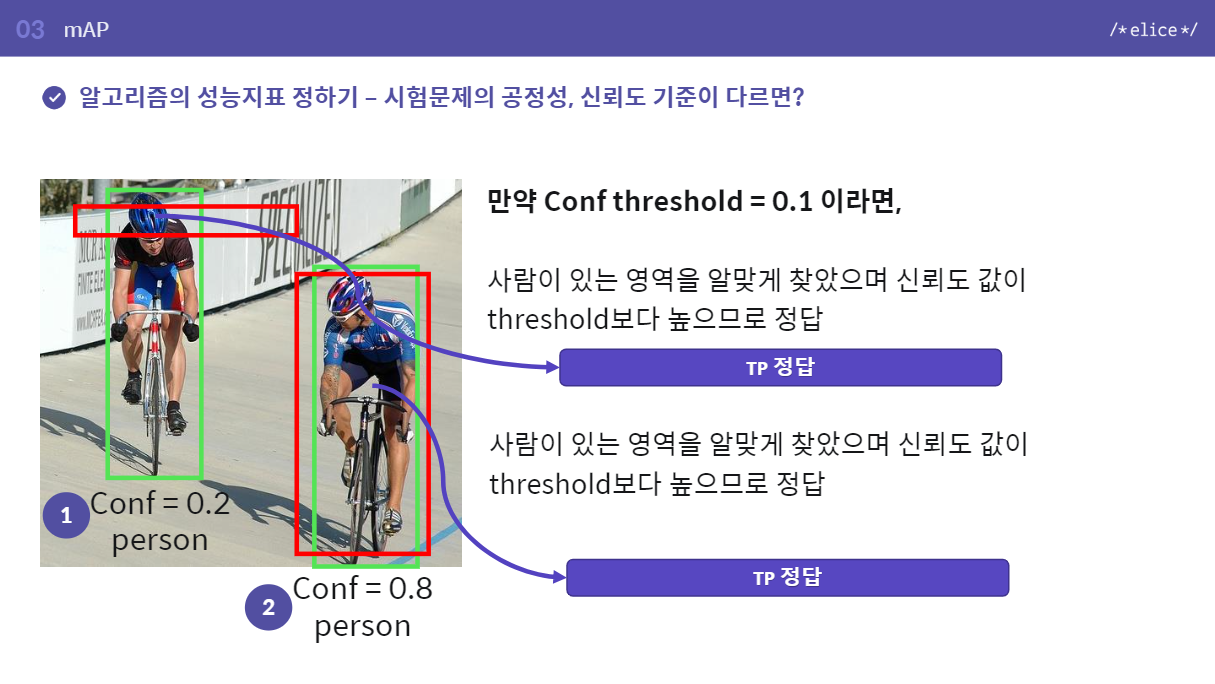 03 mAP
/*elice*/
알고리즘의 성능지표 정하기 – 시험문제의 공정성, 신뢰도 기준이 다르면?
만약 Conf threshold = 0.1 이라면,
사람이 있는 영역을 알맞게 찾았으며 신뢰도 값이
threshold보다 높으므로 정답
TP 정답
사람이 있는 영역을 알맞게 찾았으며 신뢰도 값이
threshold보다 높으므로 정답
TP 정답
SPECIALIZED
FINITE ELE
1
Conf = 0.2
person
2
Conf = 0.8
person